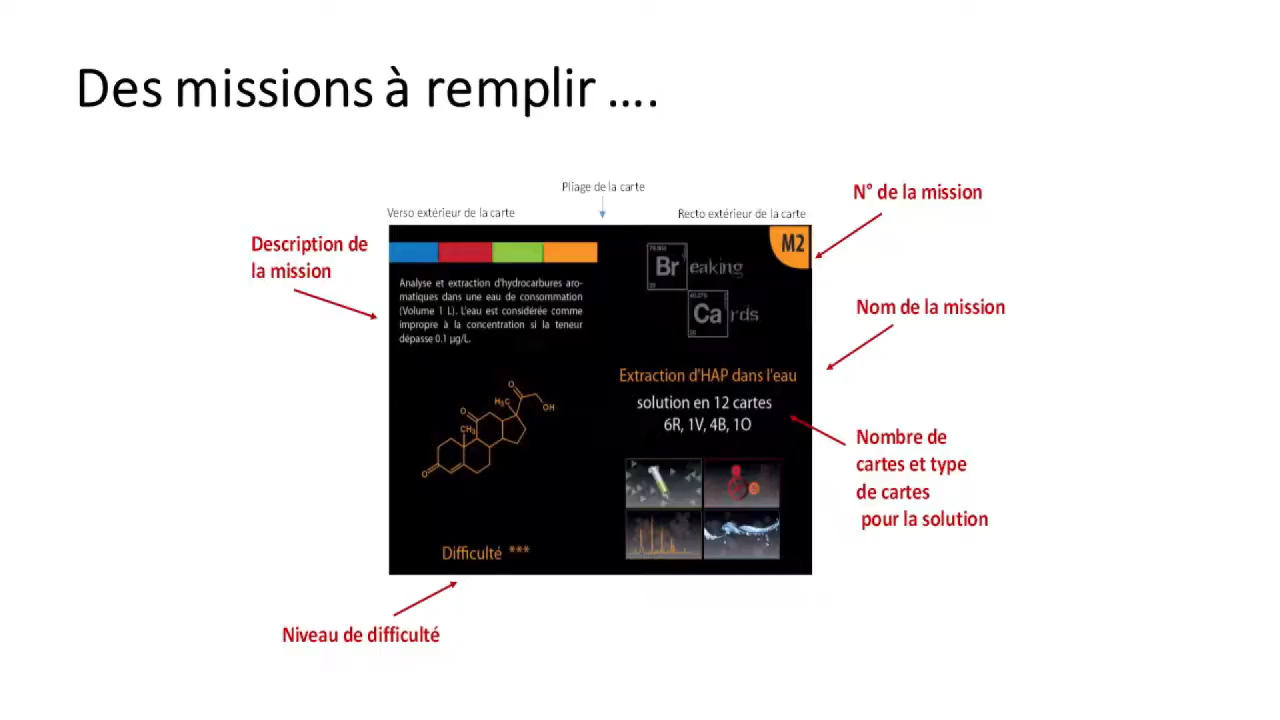 Des missions à remplir ....
Pliage de la carte
Verso extérieur de la carte
Recto extérieur de la carte
N° de la mission
Description de
la mission
M2
Br eaking
Ca rds
Analyse et extraction d'hydrocarbures aro-
matiques dans une eau de consommation
(Volume 1 L). L'eau est considérée comme
impropre à la concentration si la teneur
dépasse 0.1 µg/L.
Nom de la mission
Extraction d'HAP dans l'eau
solution en 12 cartes
6R, 1V, 4B, 1O
O
H₃C
OH
O
CH₃
O
Nombre de
cartes et type
de cartes
pour la solution
Difficulté ***
Niveau de difficulté